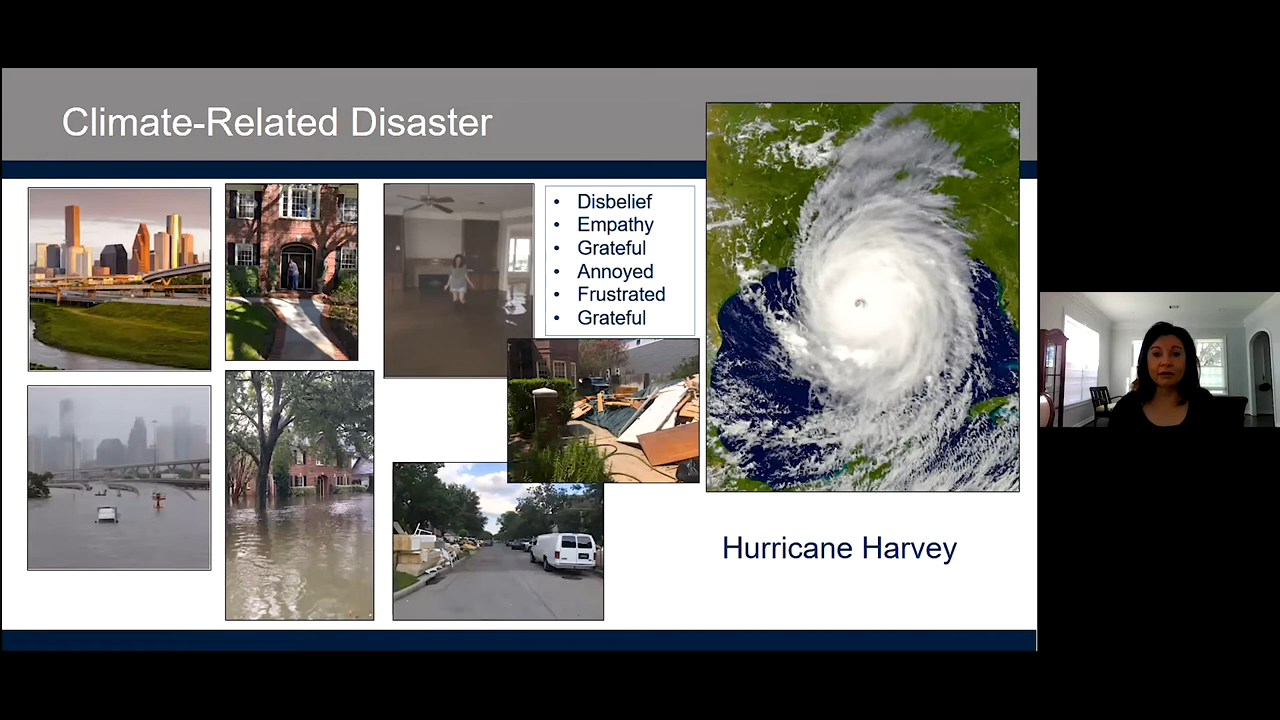 Climate-Related Disaster
• Disbelief
• Empathy
• Grateful
• Annoyed
• Frustrated
• Grateful
Hurricane Harvey